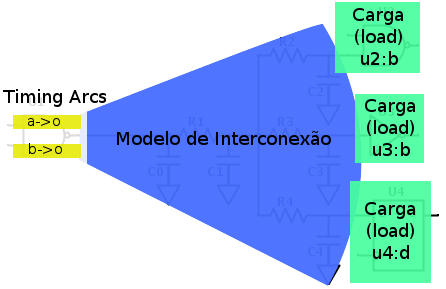 Carga
(load)
u2:b
R2
C2
Timing Arcs
a->o
b->o
R1
Modelo de Interconexão
R3
C0
C1
C3
Carga
(load)
u3:b
R4
C4
U4
Carga
(load)
u4:d